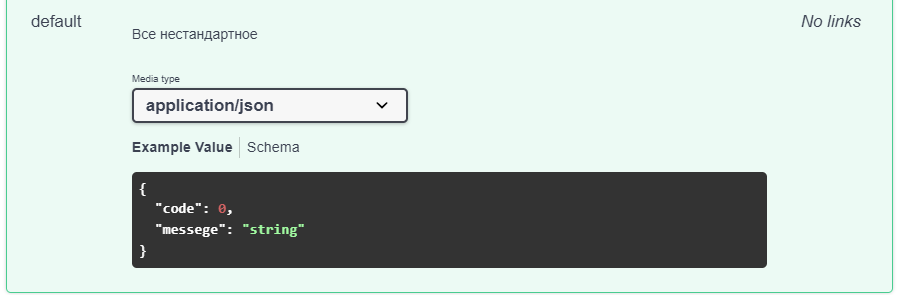 default
No links
Все нестандартное
Media type
application/json
Example Value
Schema
{
"code": 0,
"messege": "string"
}